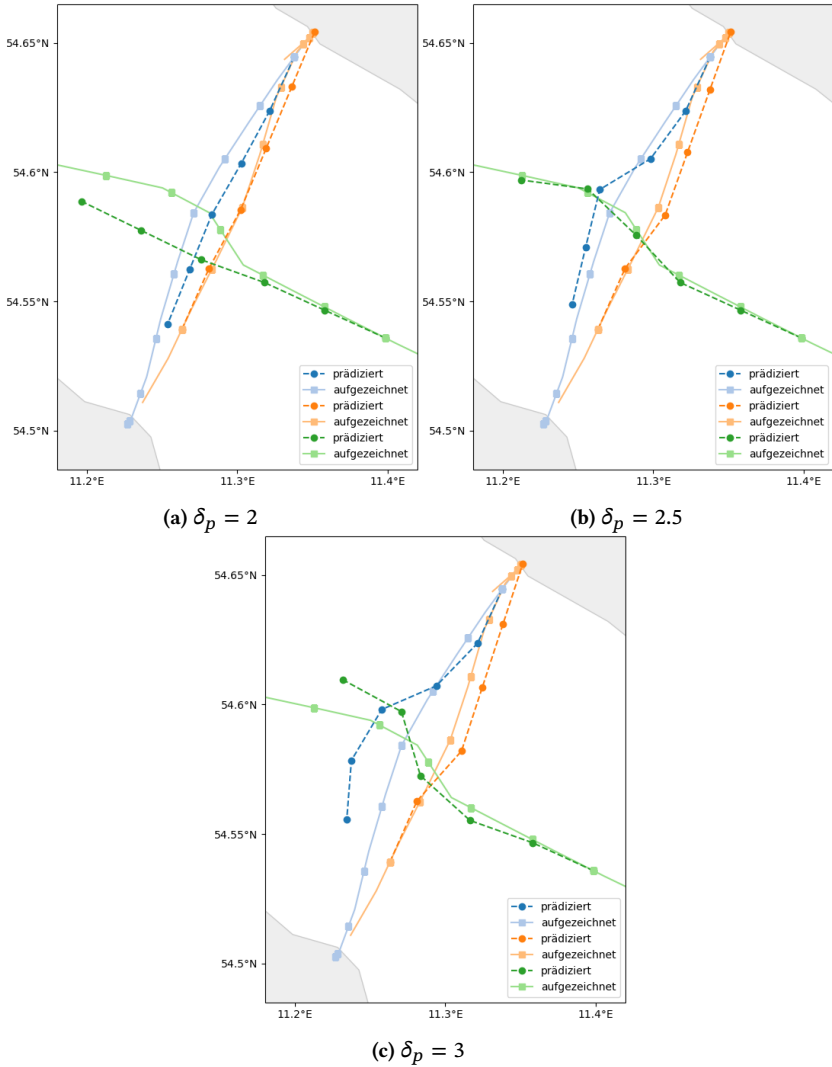 54.65°N
54.6°N
54.55°N
54.5°N
11.2°E
11.3°E
11.4°E
prädiziert
aufgezeichnet
prädiziert
aufgezeichnet
prädiziert
aufgezeichnet
(a) δp = 2
54.65°N
54.6°N
54.55°N
54.5°N
11.2°E
11.3°E
11.4°E
prädiziert
aufgezeichnet
prädiziert
aufgezeichnet
prädiziert
aufgezeichnet
(b) δp = 2.5
54.65°N
54.6°N
54.55°N
54.5°N
11.2°E
11.3°E
11.4°E
prädiziert
aufgezeichnet
prädiziert
aufgezeichnet
prädiziert
aufgezeichnet
(c) δp = 3